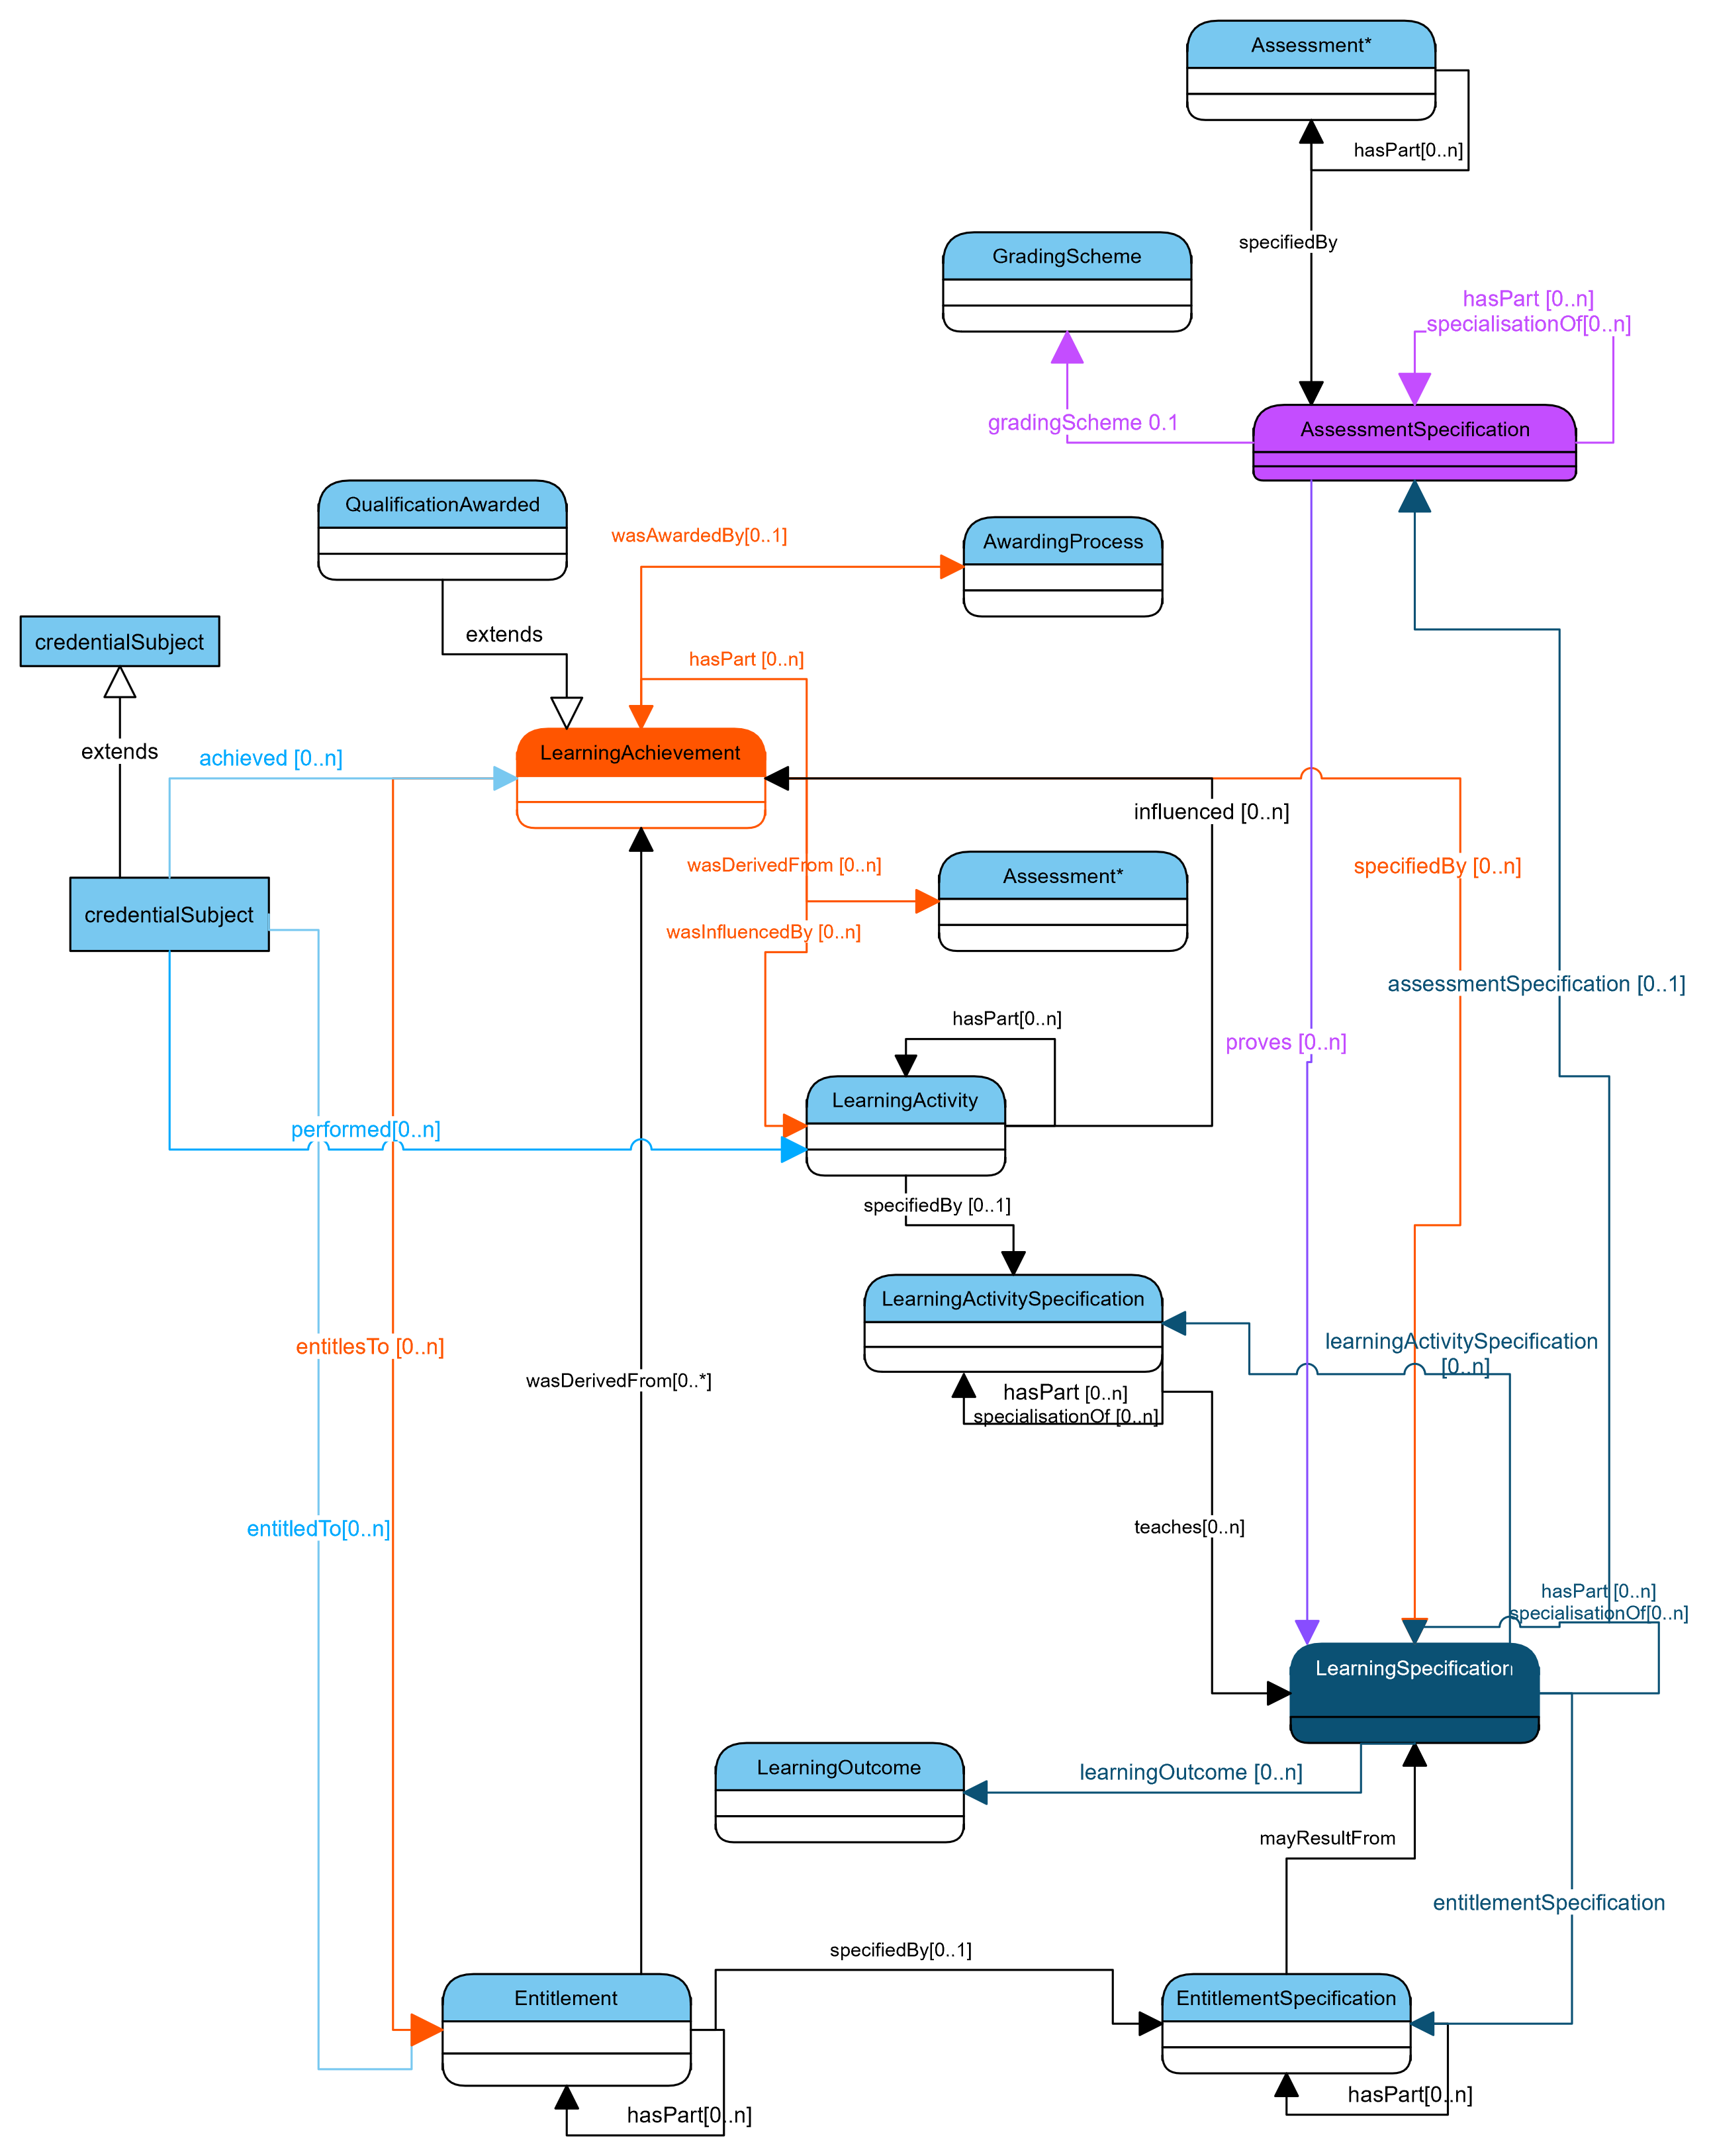 Assessment*
hasPart[0..n]
specifiedBy
GradingScheme
hasPart [0..n]
specialisationOf[0..n]
gradingScheme 0.1
AssessmentSpecification
QualificationAwarded
wasAwardedBy[0..1]
AwardingProcess
extends
credentialSubject
hasPart [0..n]
extends
achieved [0..n]
LearningAchievement
influenced [0..n]
wasDerivedFrom [0..n]
Assessment*
specifiedBy [0..n]
credentialSubject
wasInfluencedBy [0..n]
assessmentSpecification [0..1]
hasPart[0..n]
proves [0..n]
LearningActivity
performed[0..n]
specifiedBy [0..1]
LearningActivitySpecification
entitlesTo [0..n]
learningActivitySpecification
[0..n]
wasDerivedFrom[0..*]
hasPart [0..n]
specialisationOf [0..n]
entitledTo[0..n]
teaches[0..n]
hasPart [0..n]
specialisationOf[0..n]
LearningSpecification
LearningOutcome
learningOutcome [0..n]
mayResultFrom
entitlementSpecification
specifiedBy[0..1]
Entitlement
EntitlementSpecification
hasPart[0..n]
hasPart[0..n]